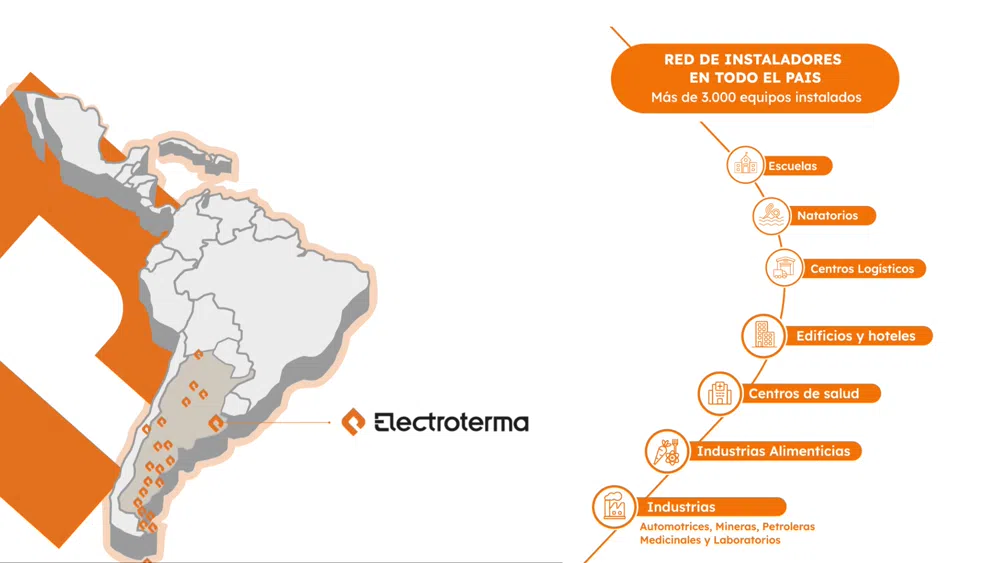 RED DE INSTALADORES
EN TODO EL PAIS
Más de 3.000 equipos instalados
Escuelas
Natatorios
Centros Logísticos
Edificios y hoteles
Electroterma
Centros de salud
Industrias Alimenticias
Industrias
Automotrices, Mineras, Petroleras
Medicinales y Laboratorios